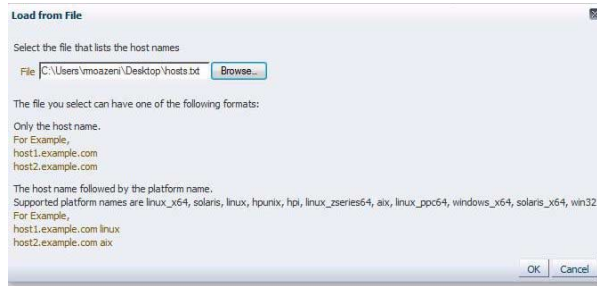 Load from File
Select the file that lists the host names
File C:\Users\rmoazeni\Desktop\hosts.txt Browse...
The file you select can have one of the following formats:
Only the host name.
For Example,
host1.example.com
host2.example.com
The host name followed by the platform name.
Supported platform names are linux_x64, solaris, linux, hpunix, hpi, linux_zseries64, aix, linux_ppc64, windows_x64, solaris_x64, win32
For Example,
host1.example.com linux
host2.example.com aix
OK Cancel